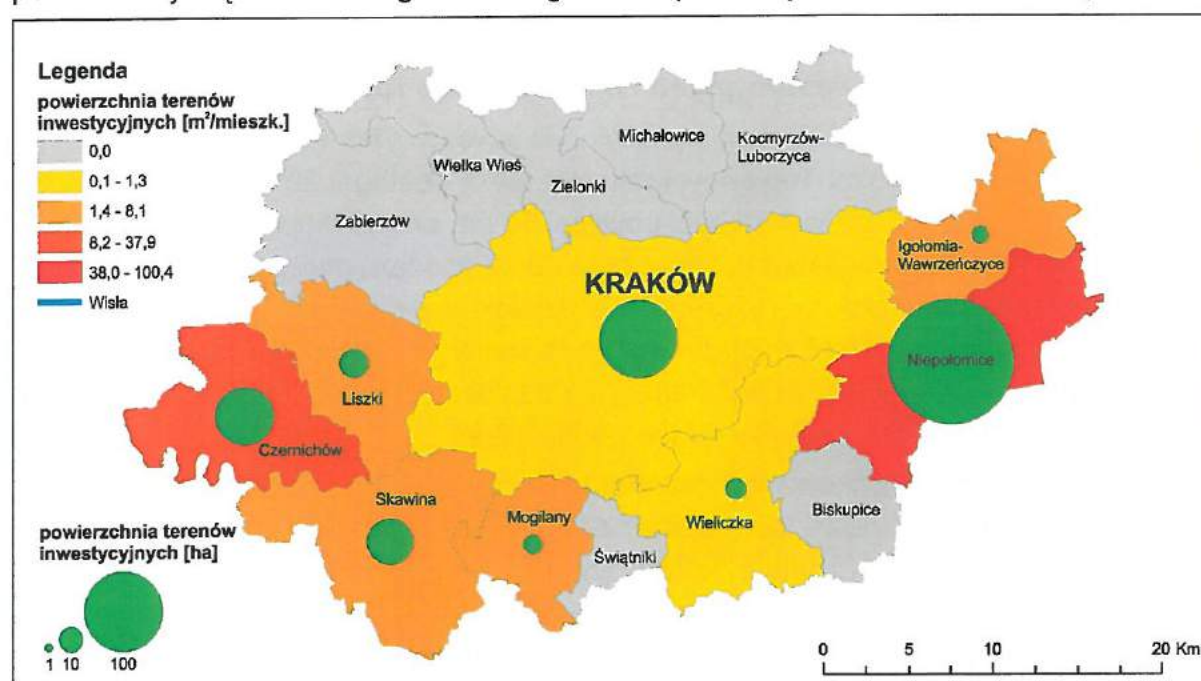 Legenda
powierzchnia terenów
inwestycyjnych [m²/mieszk.]
0,0
0,1 - 1,3
1,4 - 8,1
8,2 - 37,9
38,0 - 100,4
Wisła
Michałowice
Kocmyrzów-
Luborzyca
Wielka Wieś
Zielonki
Zabierzów
Igołomia-
Wawrzeńczyce
KRAKÓW
Niepołomice
Liszki
Czernichów
Skawina
Mogilany
Świątniki
Wieliczka
Biskupice
powierzchnia terenów
inwestycyjnych [ha]
1 10 100
0 5 10 20 Km